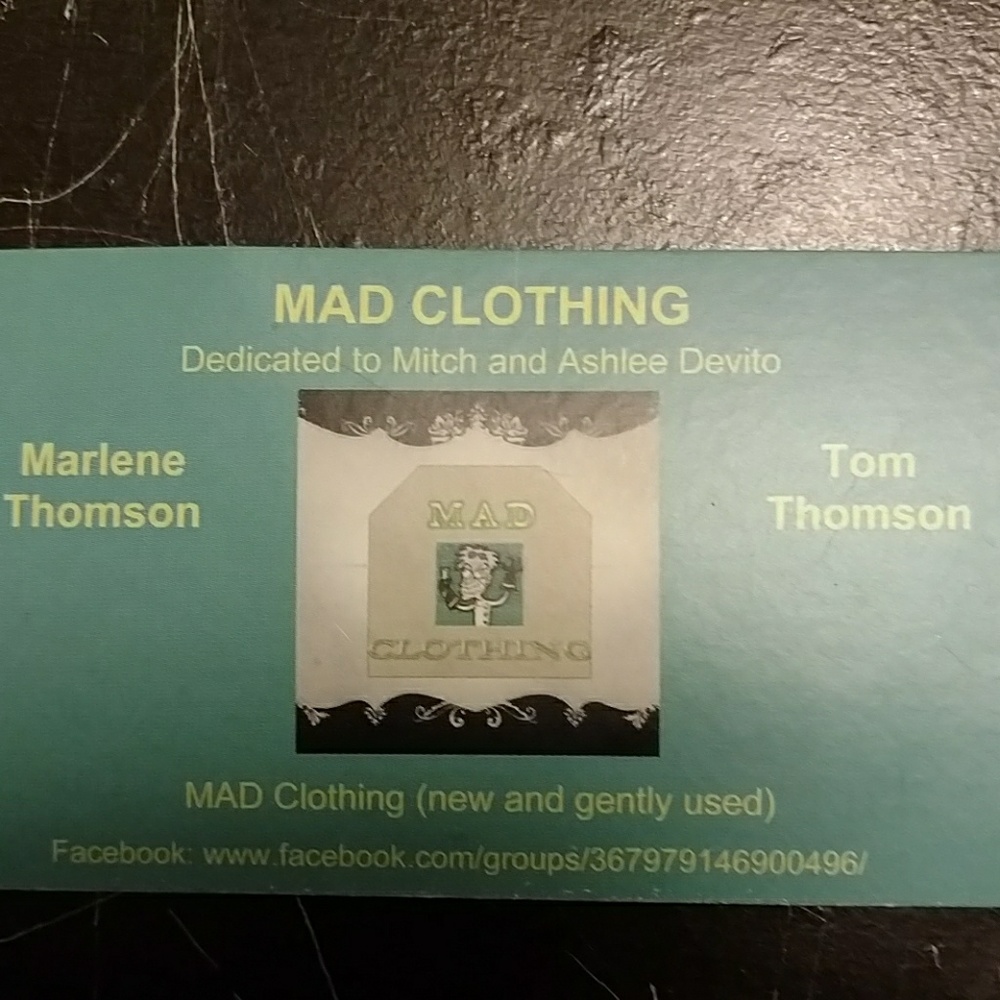 MAD CLOTHING
Dedicated to Mitch and Ashlee Devito
Marlene
Thomson
Tom
Thomson
MAD
CLOTHING
MAD Clothing (new and gently used)
Facebook: www.facebook.com/groups/367979146900496/